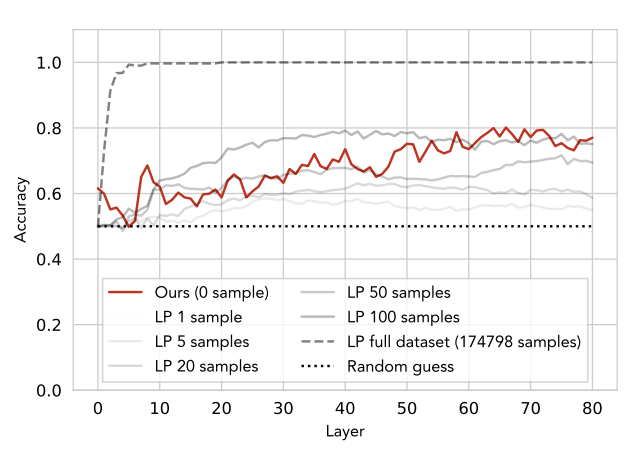 1.0
0.8
0.6
0.4
0.2
0.0
Accuracy
Ours (0 sample)
LP 1 sample
LP 5 samples
LP 20 samples
LP 50 samples
LP 100 samples
LP full dataset (174798 samples)
Random guess
0 10 20 30 40 50 60 70 80
Layer